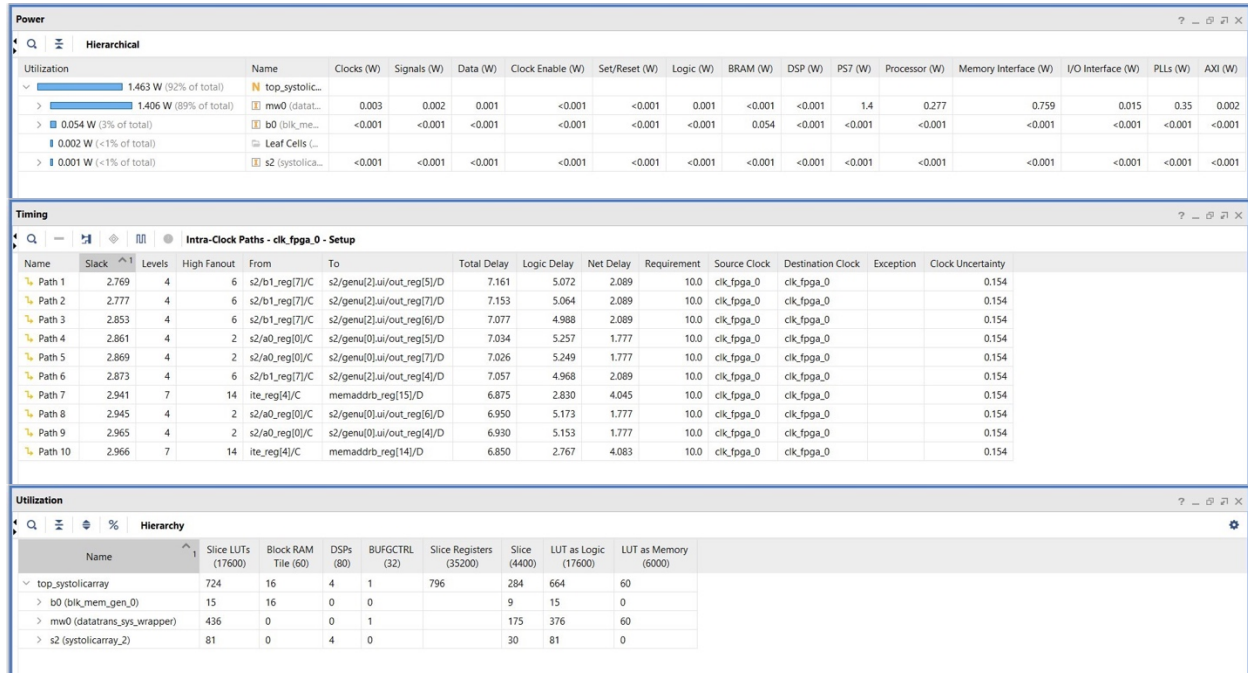 Power ?
Hierarchical
Utilization Name Clocks (W) Signals (W) Data (W) Clock Enable (W) Set/Reset (W) Logic (W) BRAM (W) DSP (W) PS7 (W) Processor (W) Memory Interface (W) I/O Interface (W) PLLs (W) AXI (W)
1.463 W (92% of total) N top_systolic...
1.406 W (89% of total) mw0 (datat... 0.003 0.002 0.001 <0.001 <0.001 0.001 <0.001 <0.001 1.4 0.277 0.759 0.015 0.35 0.002
0.054 W (3% of total) b0 (blk_me... <0.001 <0.001 <0.001 <0.001 <0.001 <0.001 0.054 <0.001 <0.001 <0.001 <0.001 <0.001 <0.001 <0.001
0.002 W (<1% of total) Leaf Cells (...
0.001 W (<1% of total) s2 (systolica... <0.001 <0.001 <0.001 <0.001 <0.001 <0.001 <0.001 <0.001 <0.001 <0.001 <0.001 <0.001 <0.001 <0.001
Timing ?
Intra-Clock Paths - clk_fpga_0 - Setup
Name Slack 1 Levels High Fanout From To Total Delay Logic Delay Net Delay Requirement Source Clock Destination Clock Exception Clock Uncertainty
Path 1 2.769 4 6 s2/b1_reg[7]/C s2/genu[2].ui/out_reg[5]/D 7.161 5.072 2.089 10.0 clk_fpga_0 clk_fpga_0 0.154
Path 2 2.777 4 6 s2/b1_reg[7]/C s2/genu[2].ui/out_reg[7]/D 7.153 5.064 2.089 10.0 clk_fpga_0 clk_fpga_0 0.154
Path 3 2.853 4 6 s2/b1_reg[7]/C s2/genu[2].ui/out_reg[6]/D 7.077 4.988 2.089 10.0 clk_fpga_0 clk_fpga_0 0.154
Path 4 2.861 4 2 s2/a0_reg[0]/C s2/genu[0].ui/out_reg[5]/D 7.034 5.257 1.777 10.0 clk_fpga_0 clk_fpga_0 0.154
Path 5 2.869 4 2 s2/a0_reg[0]/C s2/genu[0].ui/out_reg[7]/D 7.026 5.249 1.777 10.0 clk_fpga_0 clk_fpga_0 0.154
Path 6 2.873 4 6 s2/b1_reg[7]/C s2/genu[2].ui/out_reg[4]/D 7.057 4.968 2.089 10.0 clk_fpga_0 clk_fpga_0 0.154
Path 7 2.941 7 14 ite_reg[4]/C memaddrb_reg[15]/D 6.875 2.830 4.045 10.0 clk_fpga_0 clk_fpga_0 0.154
Path 8 2.945 4 2 s2/a0_reg[0]/C s2/genu[0].ui/out_reg[6]/D 6.950 5.173 1.777 10.0 clk_fpga_0 clk_fpga_0 0.154
Path 9 2.965 4 2 s2/a0_reg[0]/C s2/genu[0].ui/out_reg[4]/D 6.930 5.153 1.777 10.0 clk_fpga_0 clk_fpga_0 0.154
Path 10 2.966 7 14 ite_reg[4]/C memaddrb_reg[14]/D 6.850 2.767 4.083 10.0 clk_fpga_0 clk_fpga_0 0.154
Utilization ?
% Hierarchy
Name 1 Slice LUTs (17600) Block RAM Tile (60) DSPs (80) BUFGCTRL (32) Slice Registers (35200) Slice (4400) LUT as Logic (17600) LUT as Memory (6000)
top_systolicarray 724 16 4 1 796 284 664 60
b0 (blk_mem_gen_0) 15 16 0 0 9 15 0
mw0 (datatrans_sys_wrapper) 436 0 0 1 175 376 60
s2 (systolicarray_2) 81 0 4 0 30 81 0